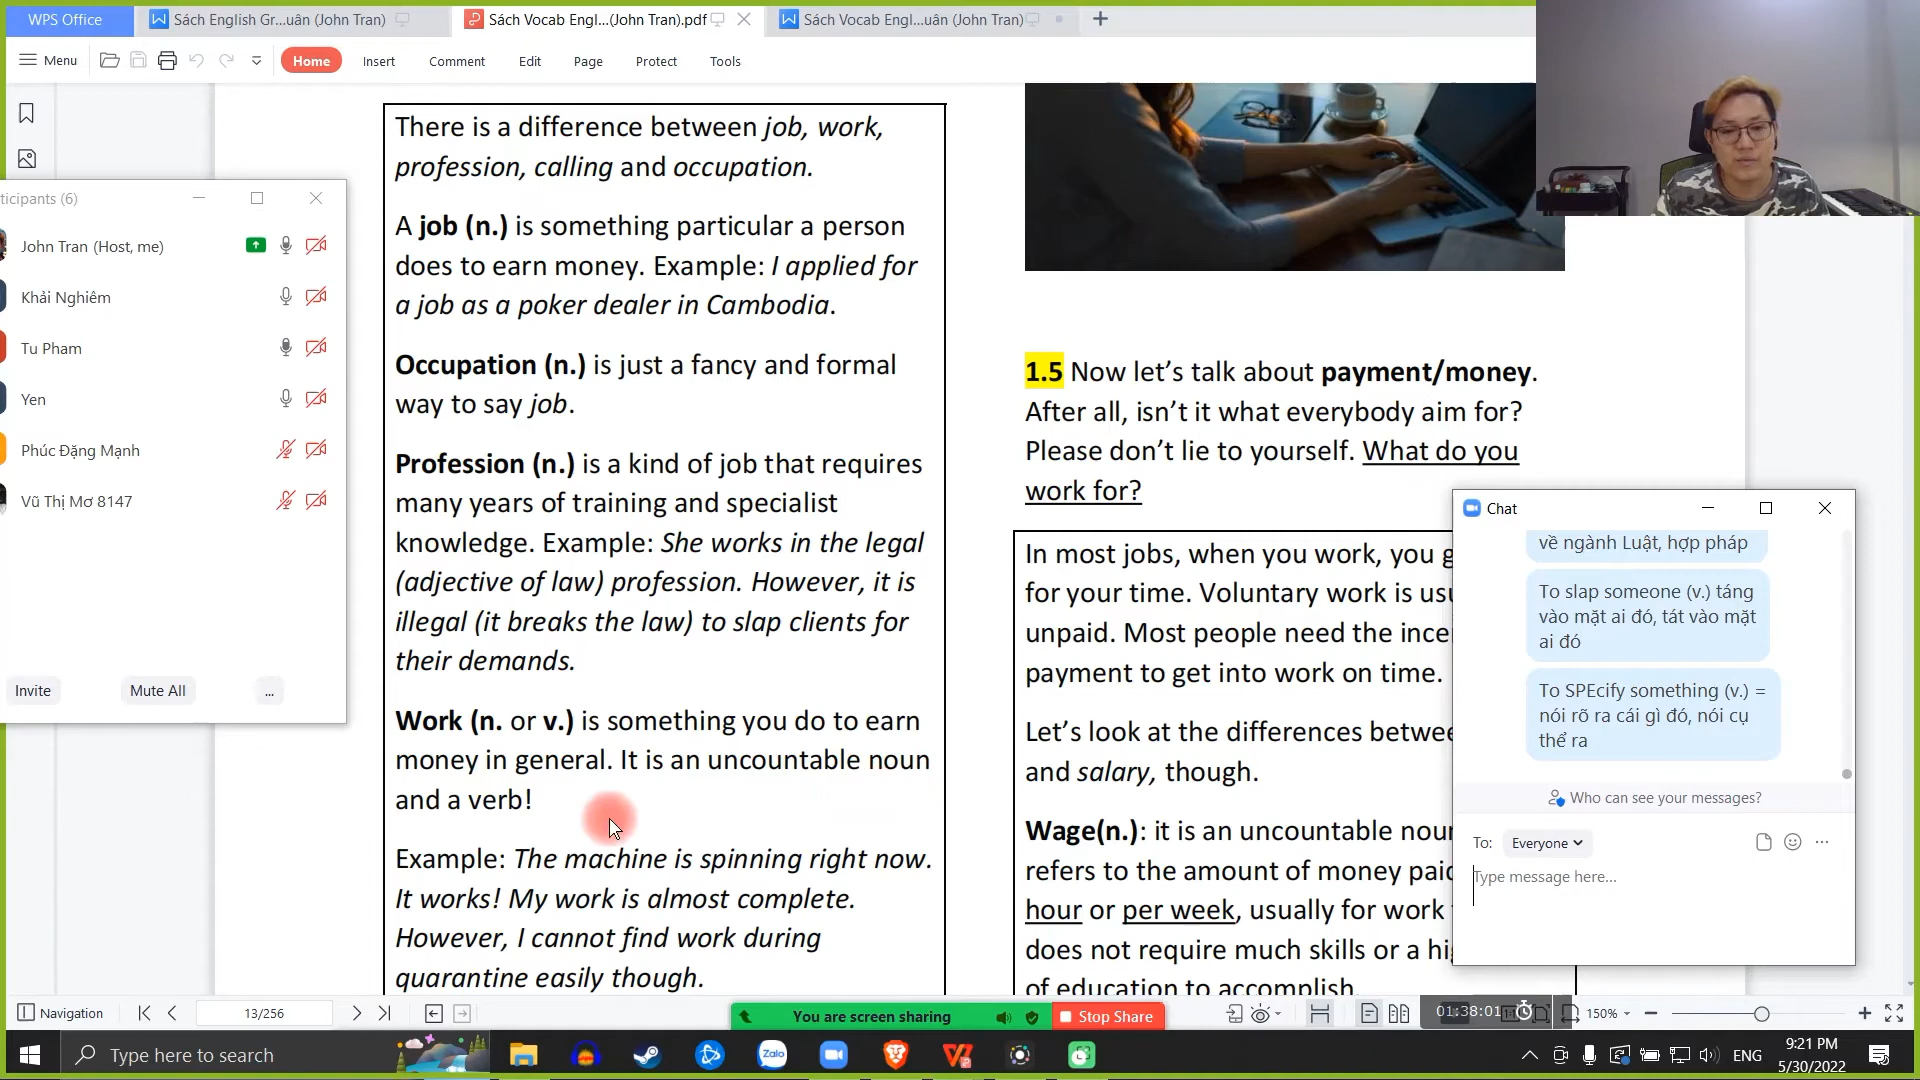 WPS Office
Sách English Gr...uân (John Tran)
Sách Vocab Engl...(John Tran).pdf
Sách Vocab Engl...uân (John Tran)
Menu
Home
Insert
Comment
Edit
Page
Protect
Tools
There is a difference between job, work,
profession, calling and occupation.
A job (n.) is something particular a person
does to earn money. Example: I applied for
a job as a poker dealer in Cambodia.
Occupation (n.) is just a fancy and formal
way to say job.
Profession (n.) is a kind of job that requires
many years of training and specialist
knowledge. Example: She works in the legal
(adjective of law) profession. However, it is
illegal (it breaks the law) to slap clients for
their demands.
Work (n. or v.) is something you do to earn
money in general. It is an uncountable noun
and a verb!
Example: The machine is spinning right now.
It works! My work is almost complete.
However, I cannot find work during
quarantine easily though.
ticipants (6)
John Tran (Host, me)
Khải Nghiêm
Tu Pham
Yen
Phúc Đặng Mạnh
Vũ Thị Mơ 8147
Invite
Mute All
...
1.5 Now let's talk about payment/money.
After all, isn't it what everybody aim for?
Please don't lie to yourself. What do you
work for?
In most jobs, when you work, you g
for your time. Voluntary work is usu
unpaid. Most people need the ince
payment to get into work on time.
Let's look at the differences betwee
and salary, though.
Wage(n.): it is an uncountable noun
refers to the amount of money paid
hour or per week, usually for work
does not require much skills or a hi
of education to accomplish.
Chat
về ngành Luật, hợp pháp
To slap someone (v.) táng
vào mặt ai đó, tát vào mặt
ai đó
To SPEcify something (v.) =
nói rõ ra cái gì đó, nói cụ
thể ra
Who can see your messages?
To: Everyone
Type message here...
Navigation
13/256
You are screen sharing
Stop Share
01:38:01
150%
Type here to search
Zalo
ENG
9:21 PM
5/30/2022